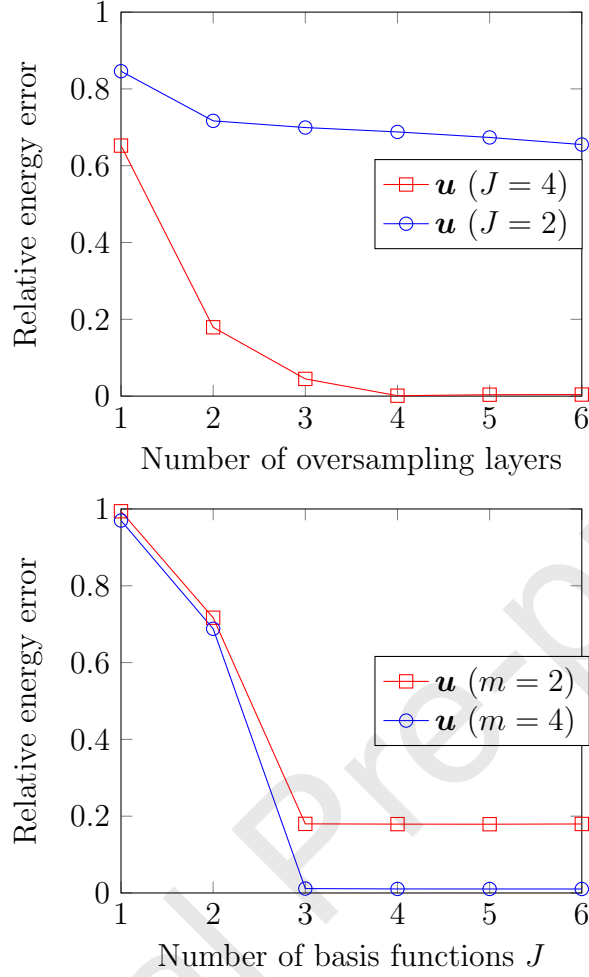 1
0.8
0.6
0.4
0.2
0
Relative energy error
u (J = 4)
u (J = 2)
1 2 3 4 5 6
Number of oversampling layers
1
0.8
0.6
0.4
0.2
0
Relative energy error
u (m = 2)
u (m = 4)
1 2 3 4 5 6
Number of basis functions J
al Pre-p